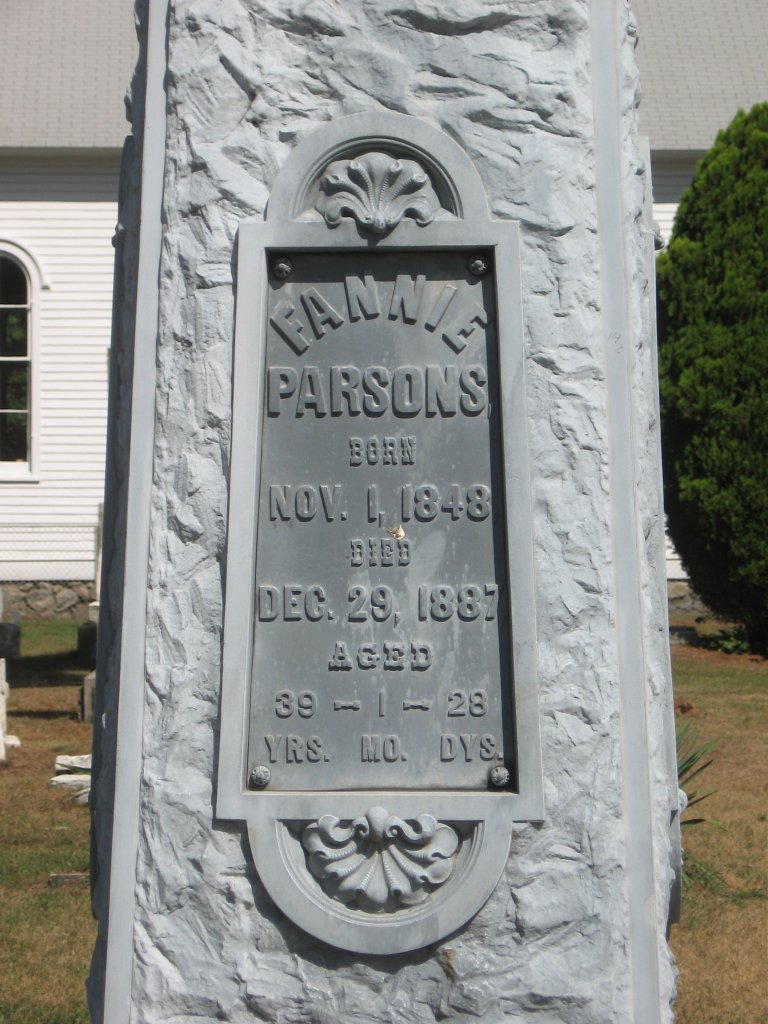 FANNIE
PARSONS,
BORN
NOV. 1, 1848
DIED
DEC. 29, 1887
AGED
39 – 1 – 28
YRS. MO. DYS.